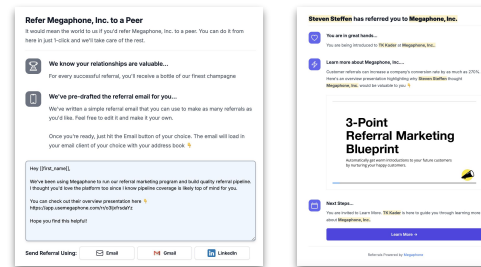 Refer Megaphone, Inc. to a Peer
It would mean the world to us if you'd refer Megaphone, Inc. to a peer. You can do it from
here in just 1-click and we'll take care of the rest.
We know your relationships are valuable...
For every successful referral, you'll receive a bottle of our finest champagne
We've pre-drafted the referral email for you...
We've written a simple referral email that you can use to make as many referrals as
you'd like. Feel free to edit and make it your own.
Once you're ready, just hit the Email button of your choice. The email will load in
your email client of your choice with your address book 👇
Hey [[first_name]],
We've been using Megaphone to run our referral marketing program and build quality referral pipeline.
I thought you'd love the platform too since I know pipeline coverage is likely top of mind for you.
You can check out their overview presentation here 👇
https://app.usemegaphone.com/r/o3jxfrsdaYz
Hope you find this helpful!
Send Referral Using:
Email
Gmail
LinkedIn
Steven Steffen has referred you to Megaphone, Inc.
You are in great hands...
You are being introduced to TK Kader at Megaphone, Inc..
Learn more about Megaphone, Inc....
Customer referrals can increase a company's conversion rate by as much as 270%.
Here's an overview presentation highlighting why Steven Steffen thought
Megaphone, Inc. would be valuable to you 👇
3-Point
Referral Marketing
Blueprint
Automatically get warm introductions to your future customers
by nurturing your happy customers.
Next Steps...
You are invited to Learn More. TK Kader is here to guide you through learning more
about Megaphone, Inc..
Learn More →
Referrals Powered by Megaphone